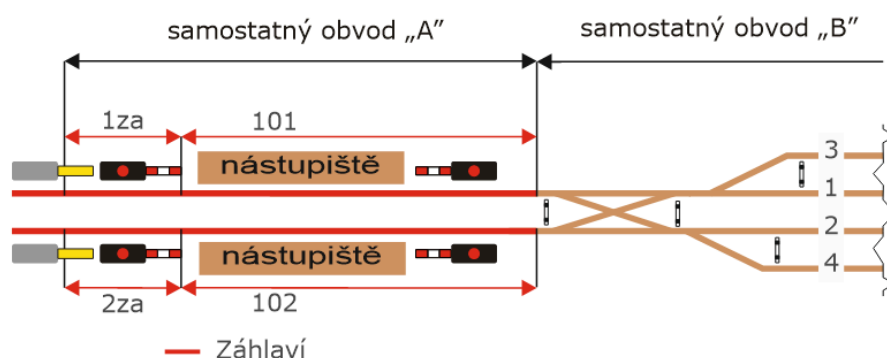 samostatný obvod „A”
samostatný obvod „B”
1za
101
nástupiště
3
1
2
4
nástupiště
2za
102
Záhlaví